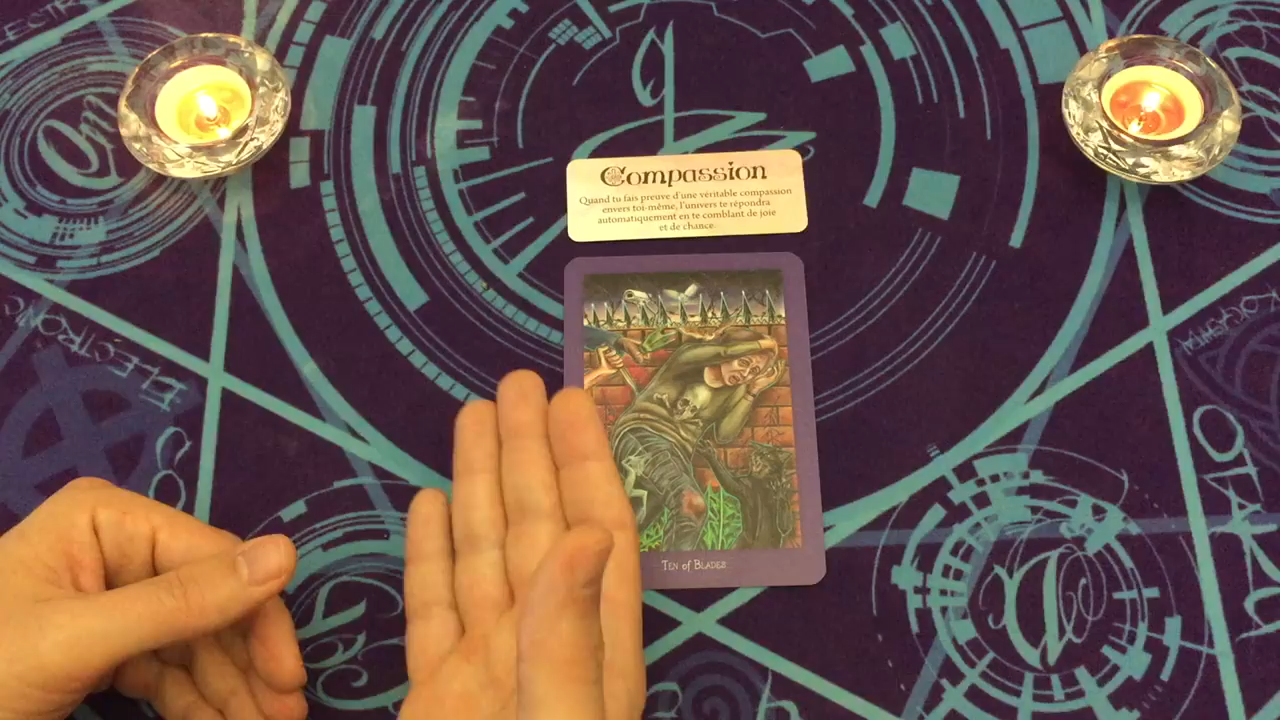 Compassion
Quand tu fais preuve d'une véritable compassion
envers toi-même, l'univers te répondra
automatiquement en te comblant de joie
et de chance.
Ten of Blades
ELECTRONIC